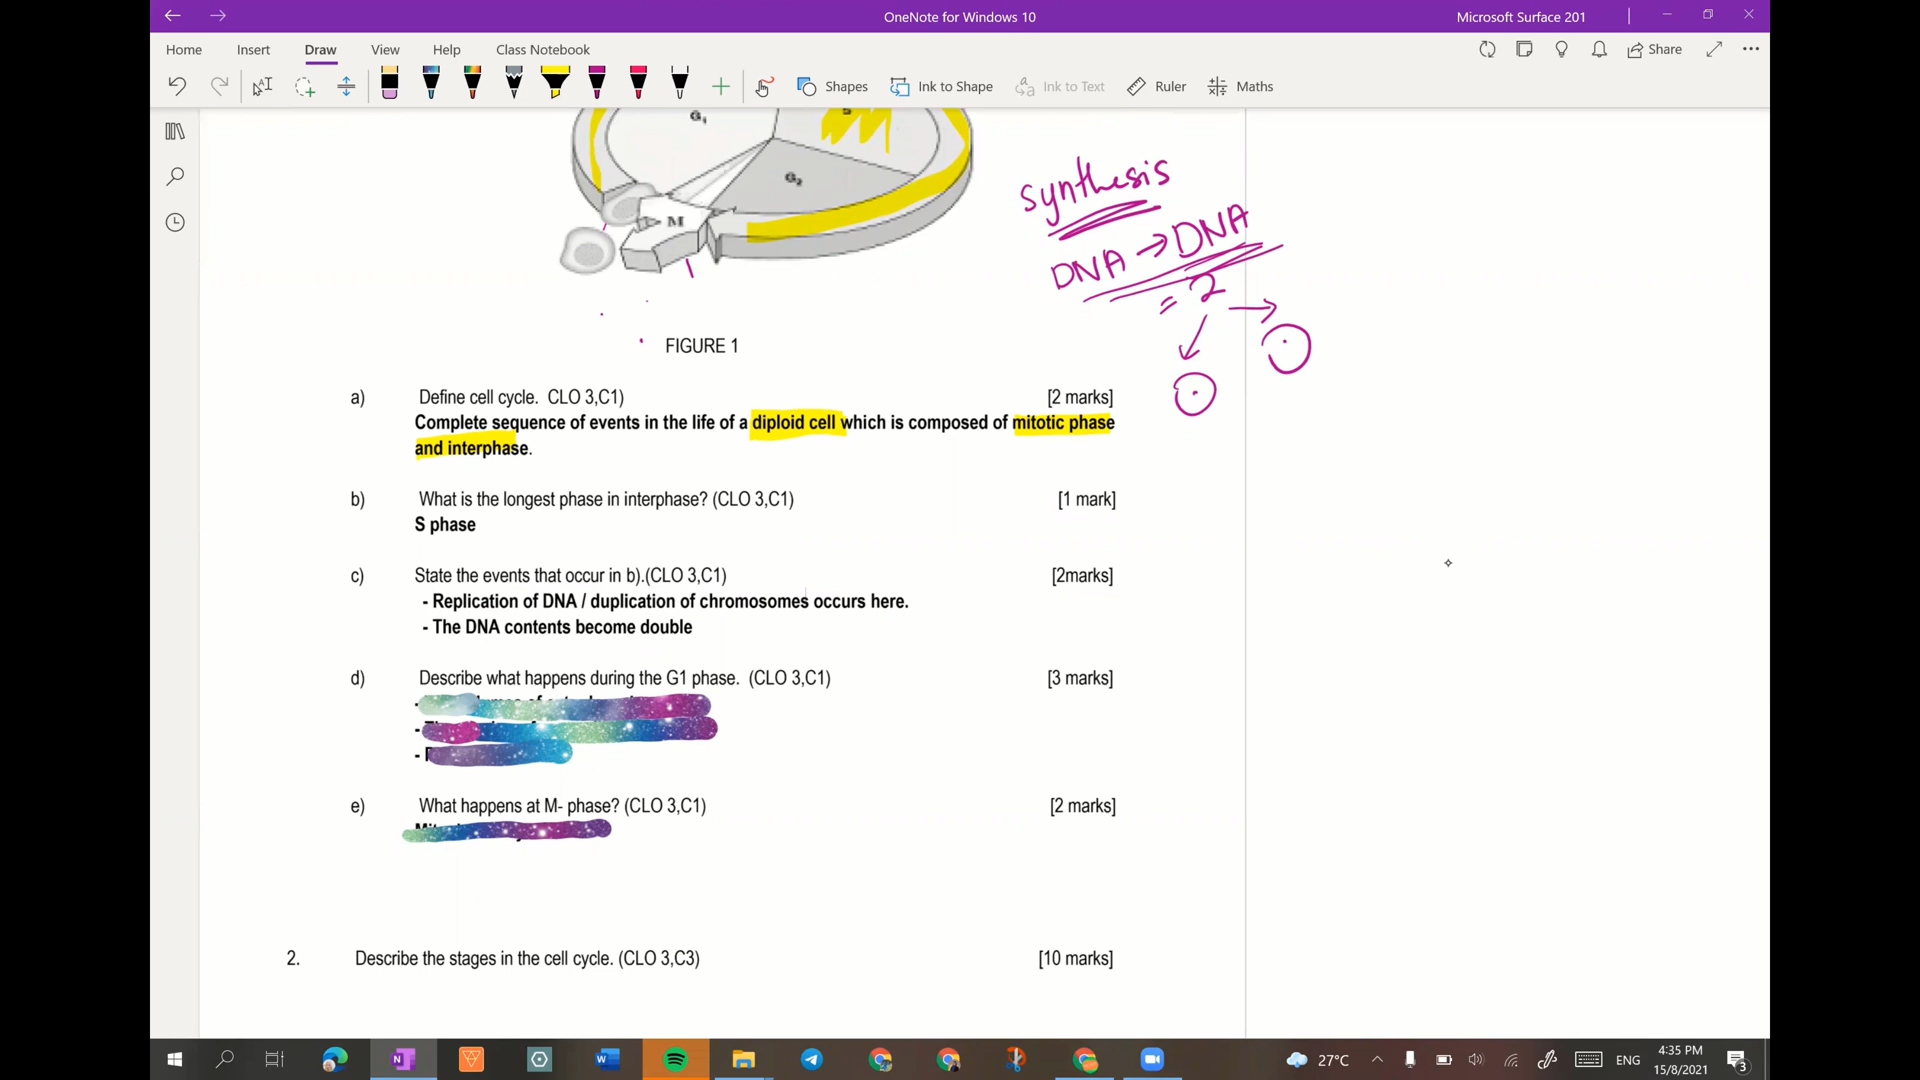 OneNote for Windows 10
Microsoft Surface 201
Home Insert Draw View Help Class Notebook
Share
Shapes Ink to Shape Ink to Text Ruler Maths
G1
S
G2
M
synthesis
DNA → DNA
= 2
FIGURE 1
a) Define cell cycle. CLO 3,C1) [2 marks]
Complete sequence of events in the life of a diploid cell which is composed of mitotic phase
and interphase.
b) What is the longest phase in interphase? (CLO 3,C1) [1 mark]
S phase
c) State the events that occur in b).(CLO 3,C1) [2marks]
- Replication of DNA / duplication of chromosomes occurs here.
- The DNA contents become double
d) Describe what happens during the G1 phase. (CLO 3,C1) [3 marks]
e) What happens at M- phase? (CLO 3,C1) [2 marks]
2. Describe the stages in the cell cycle. (CLO 3,C3) [10 marks]
27°C
ENG
4:35 PM
15/8/2021
3